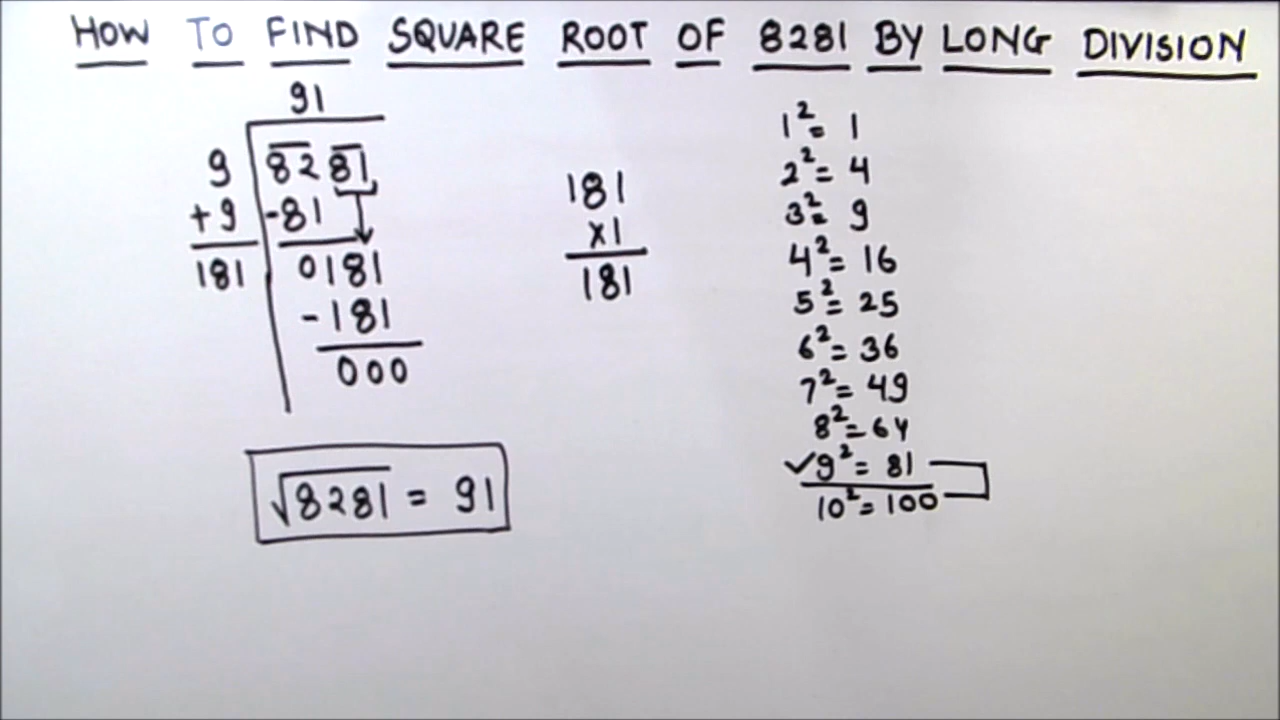 HOW TO FIND SQUARE ROOT OF 8281 BY LONG DIVISION
91
9 82 81
+9 -81
181 0181
-181
000
√8281 = 91
181
x1
181
1² = 1
2² = 4
3² = 9
4² = 16
5² = 25
6² = 36
7² = 49
8² = 64
✓9² = 81
10² = 100